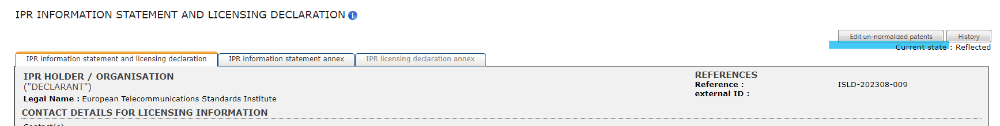 IPR INFORMATION STATEMENT AND LICENSING DECLARATION
Edit un-normalized patents History
Current state : Reflected
IPR information statement and licensing declaration IPR information statement annex IPR licensing declaration annex
IPR HOLDER / ORGANISATION
("DECLARANT")
Legal Name : European Telecommunications Standards Institute
REFERENCES
Reference : ISLD-202308-009
external ID :
CONTACT DETAILS FOR LICENSING INFORMATION